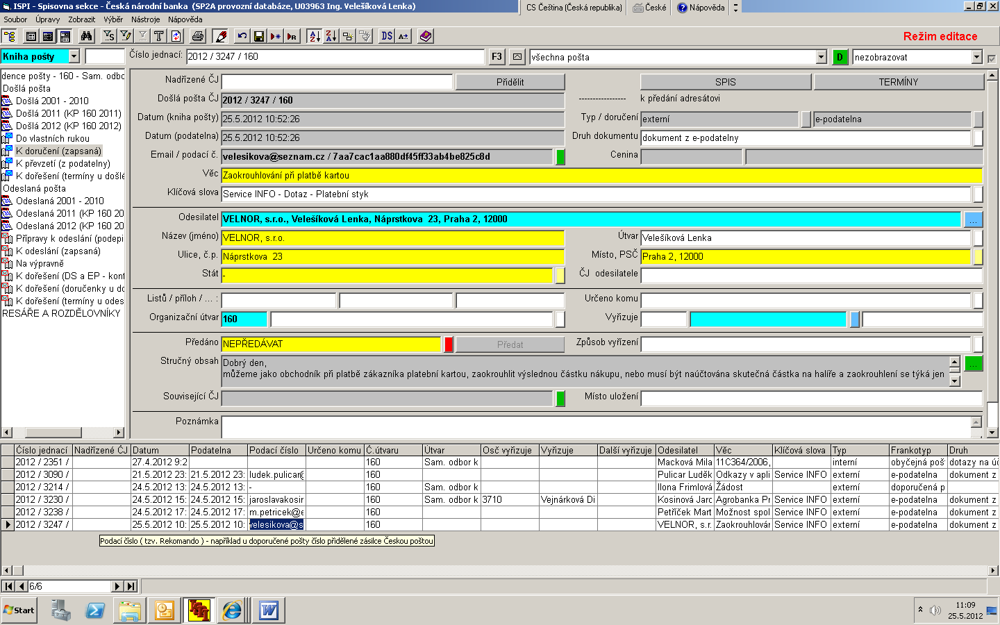 ISPI - Spisovna sekce - Česká národní banka  (SP2A provozní databáze, U03963 Ing. Velešíková Lenka)
CS Čeština (Česká republika) České Nápověda
Soubor Úpravy Zobrazit Výběr Nástroje Nápověda
Režim editace
Kniha pošty
Číslo jednací: 2012 / 3247 / 160 F3 všechna pošta D nezobrazovat
dence pošty - 160 - Sam. odbo
Došlá pošta
Došlá 2001 - 2010
Došlá 2011 (KP 160 2011)
Došlá 2012 (KP 160 2012)
Do vlastních rukou
K doručení (zapsaná)
K převzetí (z podatelny)
K dořešení (termíny u došlé
Odeslaná pošta
Odeslaná 2001 - 2010
Odeslaná 2011 (KP 160 20
Odeslaná 2012 (KP 160 20
Přípravy k odeslání (podepi
K odeslání (zapsaná)
Na výpravně
K dořešení (DS a EP - kont
K dořešení (doručenky u do
K dořešení (termíny u odes
RESÁŘE A ROZDĚLOVNÍKY
Nadřízené ČJ Přidělit SPIS TERMÍNY
Došlá pošta ČJ 2012 / 3247 / 160 ----------------- k předání adresátovi
Datum (kniha pošty) 25.5.2012 10:52:26 Typ / doručení externí e-podatelna
Datum (podatelna) 25.5.2012 10:52:26 Druh dokumentu dokument z e-podatelny
Email / podací č. velesikova@seznam.cz / 7aa7cac1aa880df45ff33ab4be825c8d Cenina
Věc Zaokrouhlování při platbě kartou
Klíčová slova Service INFO - Dotaz - Platební styk
Odesilatel VELNOR, s.r.o., Velešíková Lenka, Náprstkova  23, Praha 2, 12000 ...
Název (jméno) VELNOR, s.r.o. Útvar Velešíková Lenka
Ulice, č.p. Náprstkova  23 Místo, PSČ Praha 2, 12000
Stát - ČJ  odesilatele
Listů / příloh / ... : Určeno komu
Organizační útvar 160 Vyřizuje
Předáno NEPŘEDÁVAT Předat Způsob vyřízení
Stručný obsah Dobrý den, ...
můžeme jako obchodník při platbě zákazníka platební kartou, zaokrouhlit výslednou částku nákupu, nebo musí být naúčtována skutečná částka na halíře a zaokrouhlení se týká jen
Související ČJ Místo uložení
Poznámka
Číslo jednací Nadřízené ČJ Datum Podatelna Podací číslo Určeno komu Č.útvaru Útvar Osč vyřizuje Vyřizuje Další vyřizuje Odesilatel Věc Klíčová slova Typ Frankotyp Druh
2012 / 2351 / 27.4.2012 9:2 160 Sam. odbor k Macková Mila 11C364/2006, interní obyčejná poš dotazy na úč
2012 / 3090 / 21.5.2012 23: 21.5.2012 23: ludek.pulicar@ 160 Pulicar Luděk Odkazy v apli Service INFO externí e-podatelna dokument z
2012 / 3214 / 24.5.2012 13: 24.5.2012 13: - 160 Sam. odbor k Ilona Frimlová Žádost externí doporučená p
2012 / 3230 / 24.5.2012 15: 24.5.2012 15: jaroslavakosir 160 Sam. odbor k 3710 Vejnárková Di Kosinová Jaro Agrobanka Pr Service INFO externí e-podatelna dokument z
2012 / 3238 / 24.5.2012 17: 24.5.2012 17: m.petricek@e 160 Petříček Mart Možnost spol Service INFO externí e-podatelna dokument z
2012 / 3247 / 25.5.2012 10: 25.5.2012 10: velesikova@s 160 VELNOR, s.r. Zaokrouhlovár Service INFO externí e-podatelna dokument z
Podací číslo ( tzv. Rekomando ) - například u doporučené pošty číslo přidělené zásilce Českou poštou
6/6
Start
11:09
25.5.2012